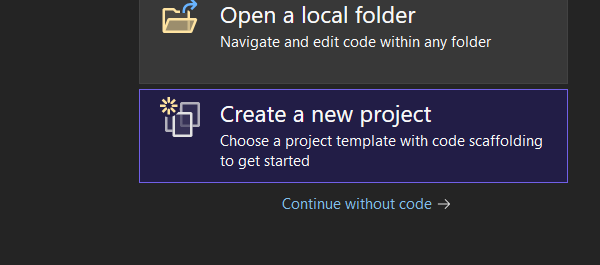 Open a local folder
Navigate and edit code within any folder
Create a new project
Choose a project template with code scaffolding
to get started
Continue without code →